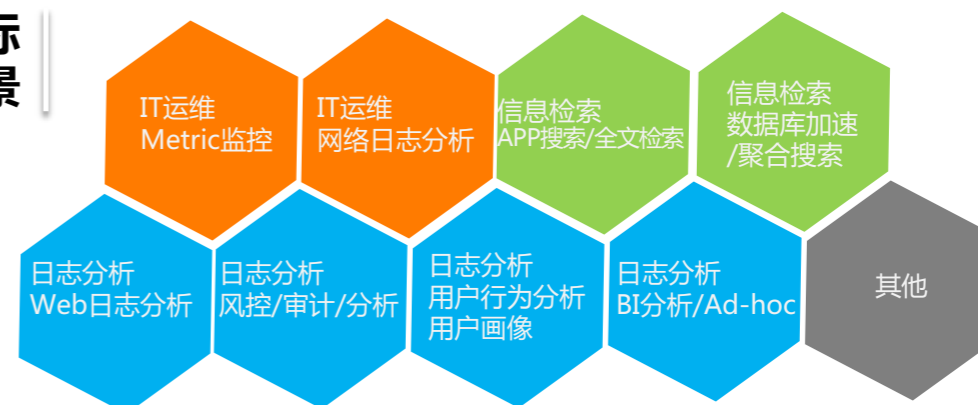 标
景
IT运维
Metric监控
IT运维
网络日志分析
信息检索
APP搜索/全文检索
信息检索
数据库加速
/聚合搜索
日志分析
Web日志分析
日志分析
风控/审计/分析
日志分析
用户行为分析
用户画像
日志分析
BI分析/Ad-hoc
其他